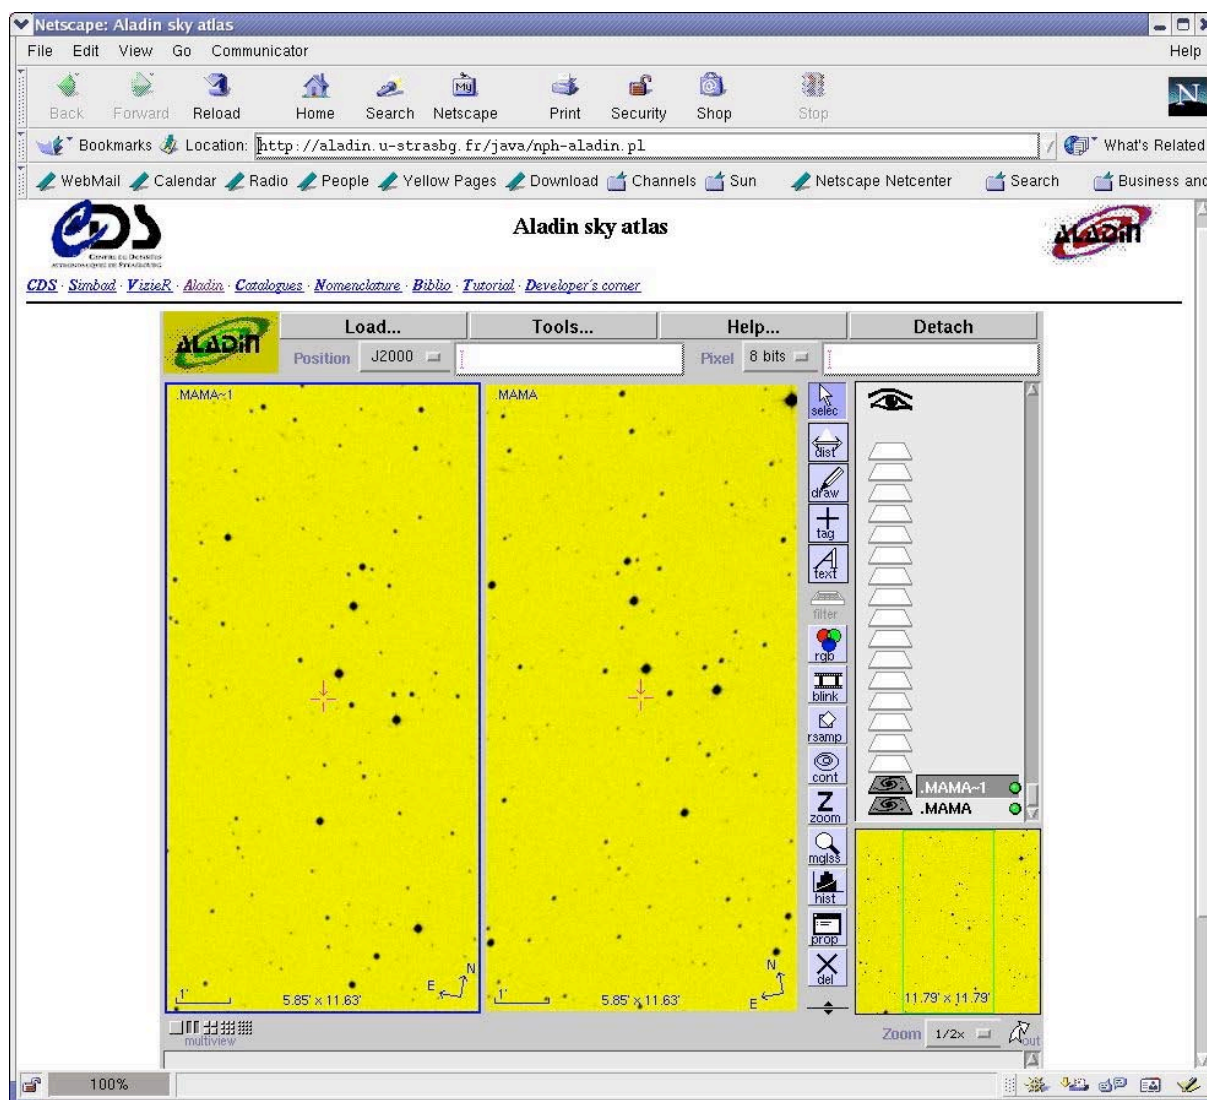 Netscape: Aladin sky atlas
File Edit View Go Communicator Help
Back Forward Reload Home Search Netscape Print Security Shop Stop
My
N
Bookmarks Location: http://aladin.u-strasbg.fr/java/nph-aladin.pl What's Related
WebMail Calendar Radio People Yellow Pages Download Channels Sun Netscape Netcenter Search Business and
CDS
Aladin sky atlas
ALADIN
CDS · Simbad · VizieR · Aladin · Catalogues · Nomenclature · Biblio · Tutorial · Developer's corner
ALADIN
Load... Tools... Help... Detach
Position J2000 Pixel 8 bits
.MAMA~1
.MAMA
selec
dist
draw
tag
text
filter
rgb
blink
rsamp
cont
Z
zoom
mglss
hist
prop
del
.MAMA~1
.MAMA
N
E
1'
5.85' x 11.63'
N
E
1'
5.85' x 11.63'
11.79' x 11.79'
multiview
Zoom 1/2x out
100%